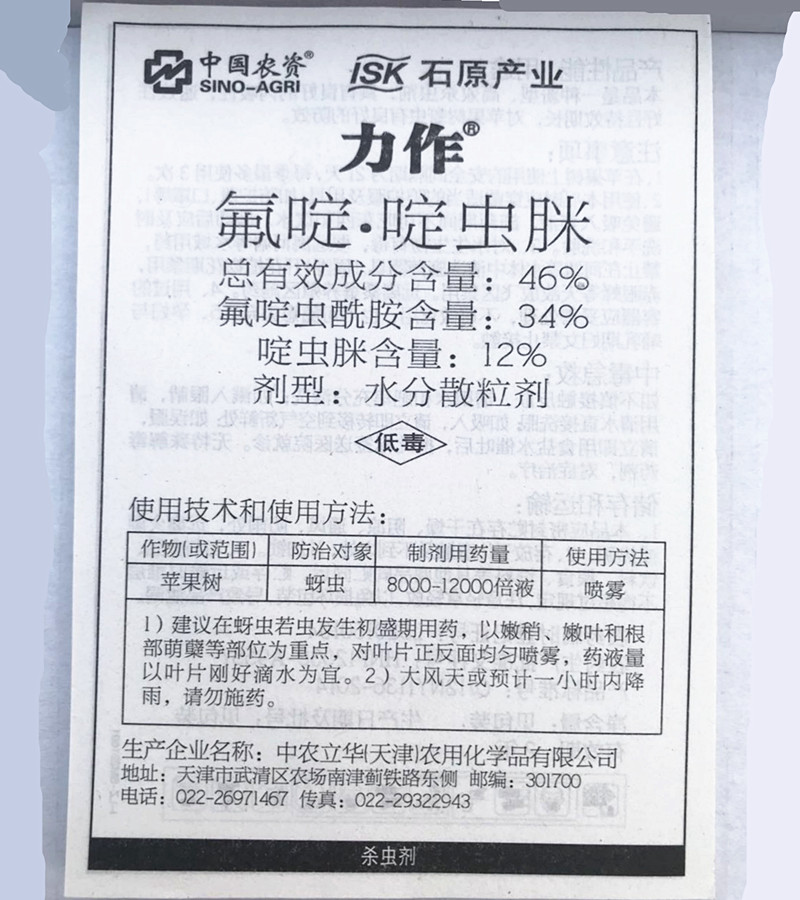 中国农资® iSK 石原产业
SINO-AGRI
力作®
氟啶·啶虫脒
总有效成分含量：46%
氟啶虫酰胺含量：34%
啶虫脒含量：12%
剂型：水分散粒剂
低毒
使用技术和使用方法：
作物(或范围) 防治对象 制剂用药量 使用方法
苹果树 蚜虫 8000-12000倍液 喷雾
1）建议在蚜虫若虫发生初盛期用药，以嫩稍，嫩叶和根
部萌蘖等部位为重点，对叶片正反面均匀喷雾，药液量
以叶片刚好滴水为宜。2）大风天或预计一小时内降
雨，请勿施药。
生产企业名称：中农立华(天津)农用化学品有限公司
地址：天津市武清区农场南津蓟铁路东侧 邮编：301700
电话：022-26971467 传真：022-29322943
杀虫剂